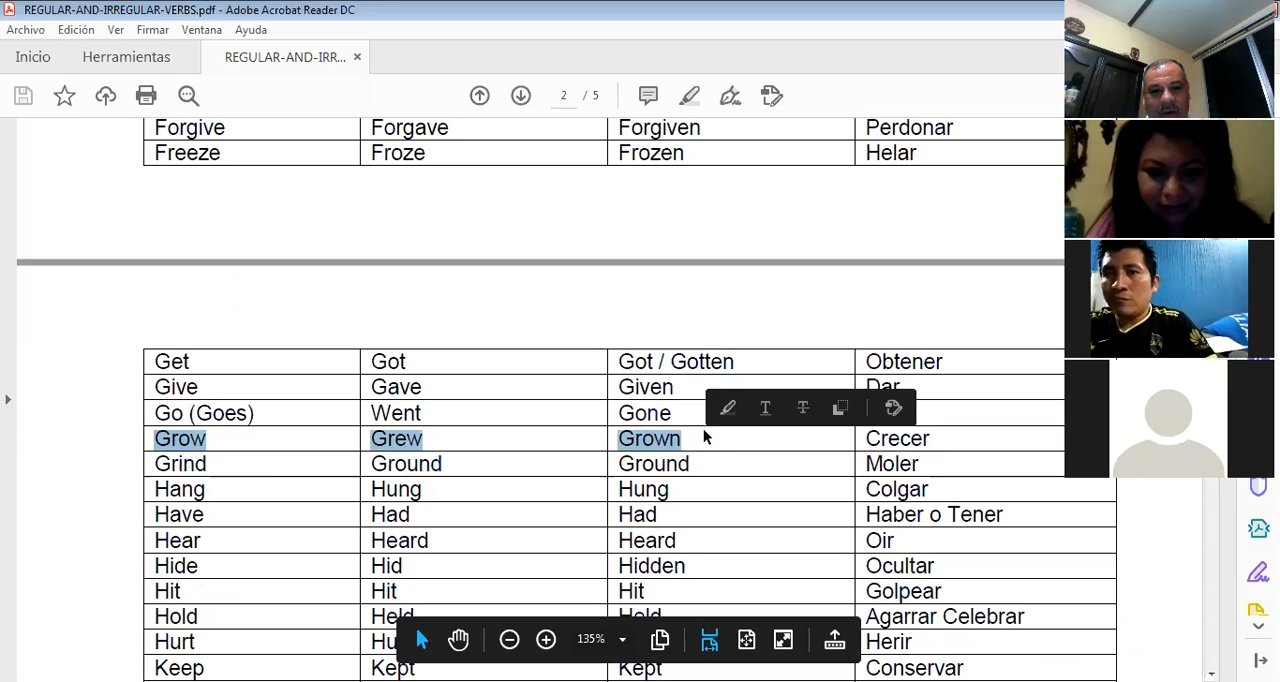 REGULAR-AND-IRREGULAR-VERBS.pdf - Adobe Acrobat Reader DC
Archivo Edición Ver Firmar Ventana Ayuda
Inicio Herramientas REGULAR-AND-IRR... ×
2 / 5
Forgive Forgave Forgiven Perdonar
Freeze Froze Frozen Helar
Get Got Got / Gotten Obtener
Give Gave Given Dar
Go (Goes) Went Gone
Grow Grew Grown Crecer
Grind Ground Ground Moler
Hang Hung Hung Colgar
Have Had Had Haber o Tener
Hear Heard Heard Oir
Hide Hid Hidden Ocultar
Hit Hit Hit Golpear
Hold Held Held Agarrar Celebrar
Hurt Herir
135%
Keep Kept Kept Conservar